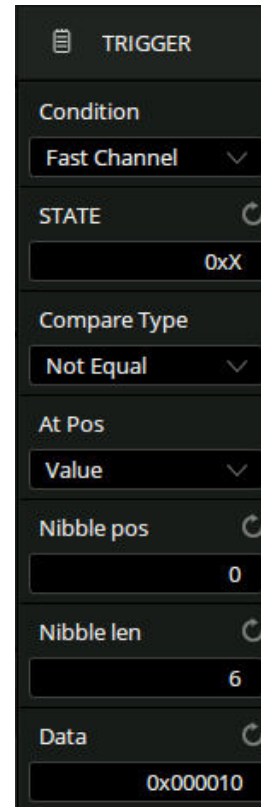 TRIGGER
Condition
Fast Channel
STATE
0xX
Compare Type
Not Equal
At Pos
Value
Nibble pos
0
Nibble len
6
Data
0x000010